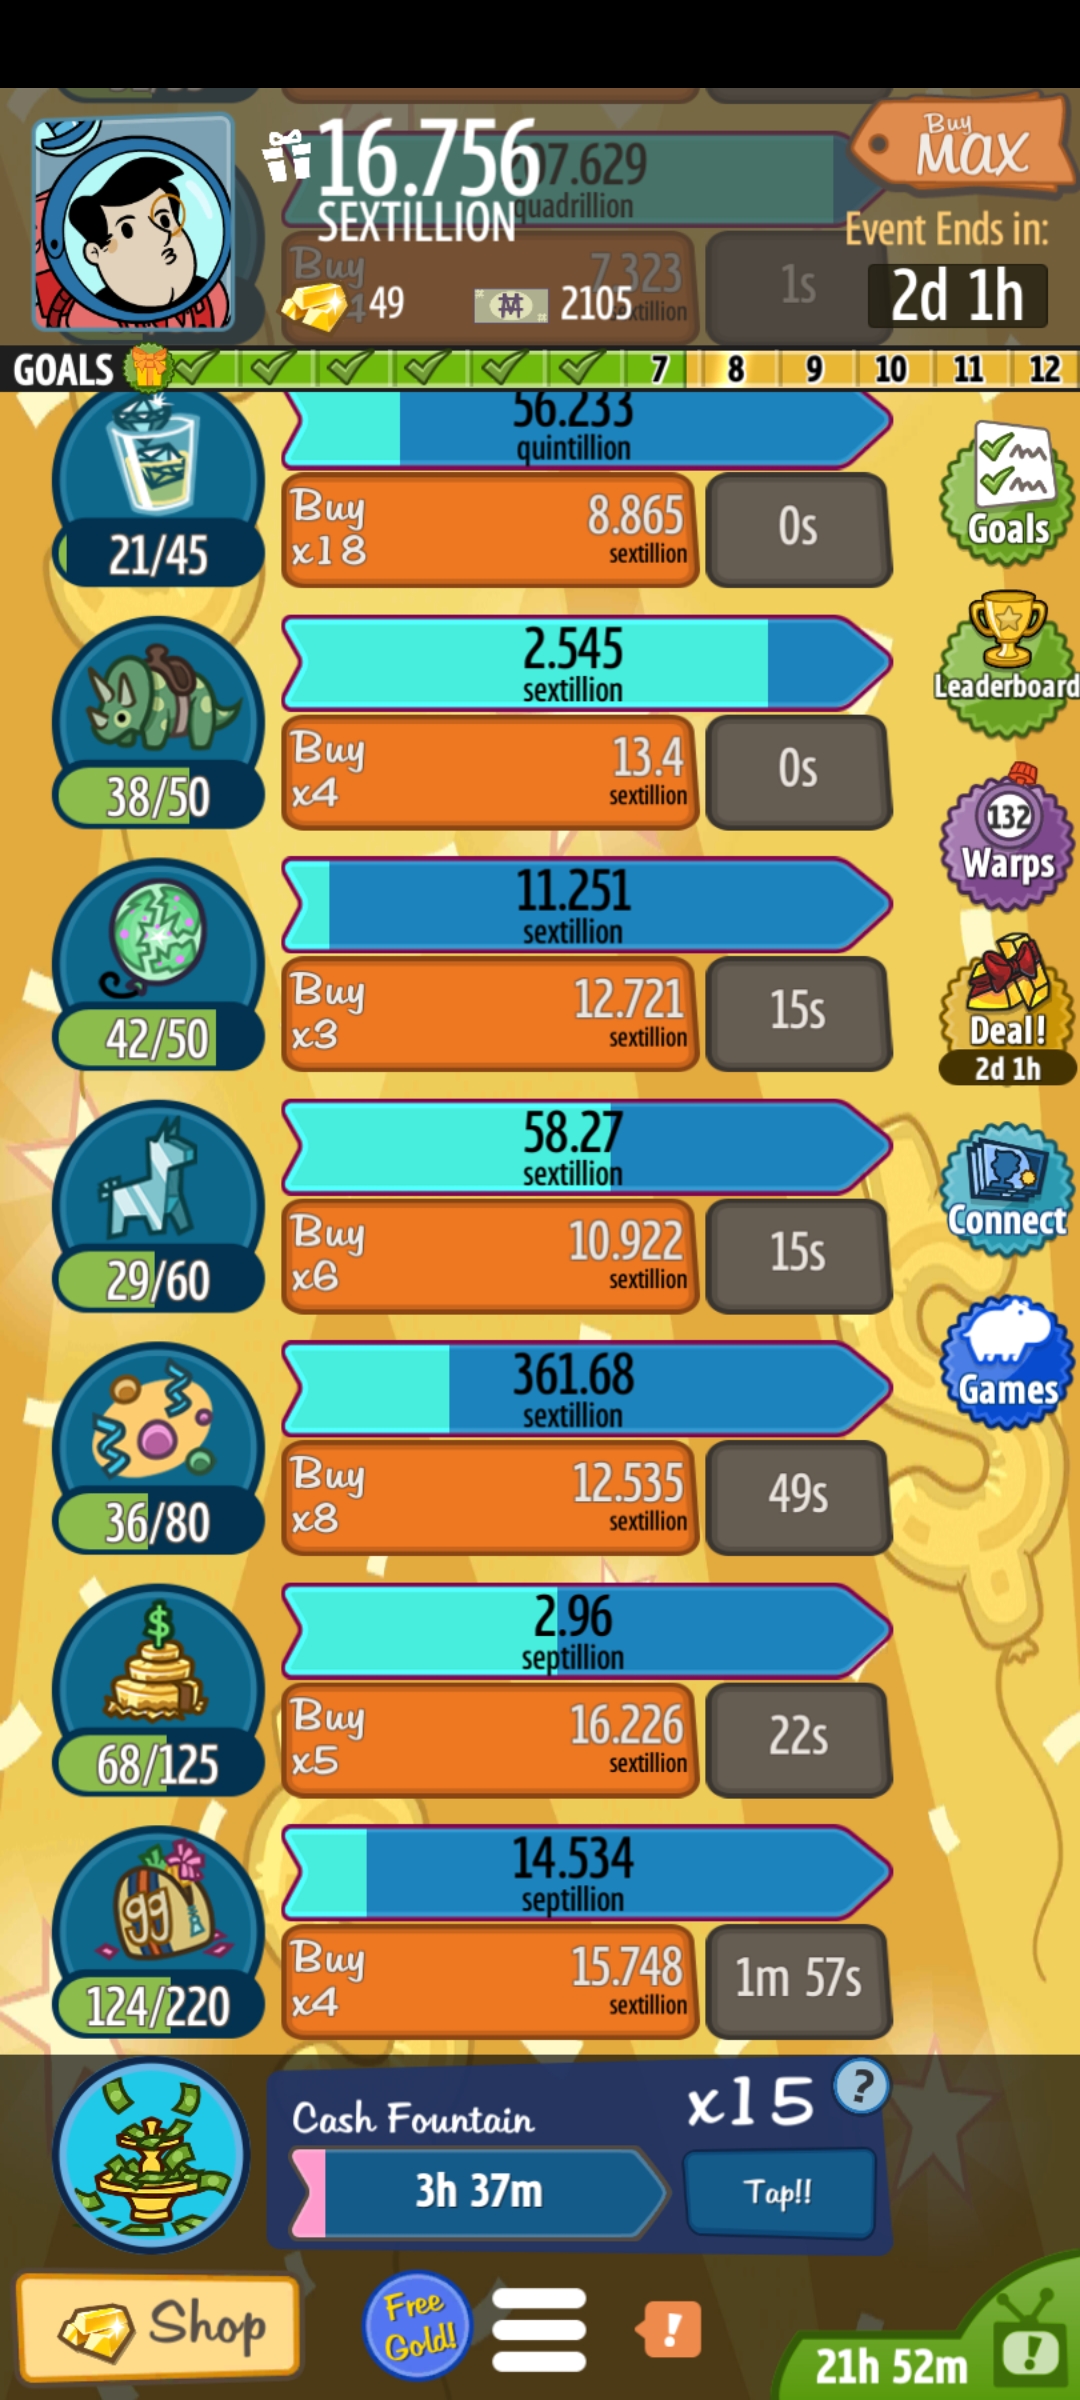 16.756
SEXTILLION
07.629
quadrillion
Buy
MAX
Event Ends in:
2d 1h
Buy
7.323
1s
49
2105
GOALS
7
8
9
10
11
12
56.233
quintillion
Buy
x18
8.865
sextillion
0s
21/45
Goals
2.545
sextillion
Buy
x4
13.4
sextillion
0s
38/50
Leaderboard
11.251
sextillion
Buy
x3
12.721
sextillion
15s
42/50
132
Warps
Deal!
2d 1h
58.27
sextillion
Buy
x6
10.922
sextillion
15s
29/60
Connect
361.68
sextillion
Buy
x8
12.535
sextillion
49s
36/80
Games
2.96
septillion
Buy
x5
16.226
sextillion
22s
$
68/125
14.534
septillion
Buy
x4
15.748
sextillion
1m 57s
99
124/220
Cash Fountain
x15
?
3h 37m
Tap!!
Shop
Free
Gold!
!
21h 52m
!